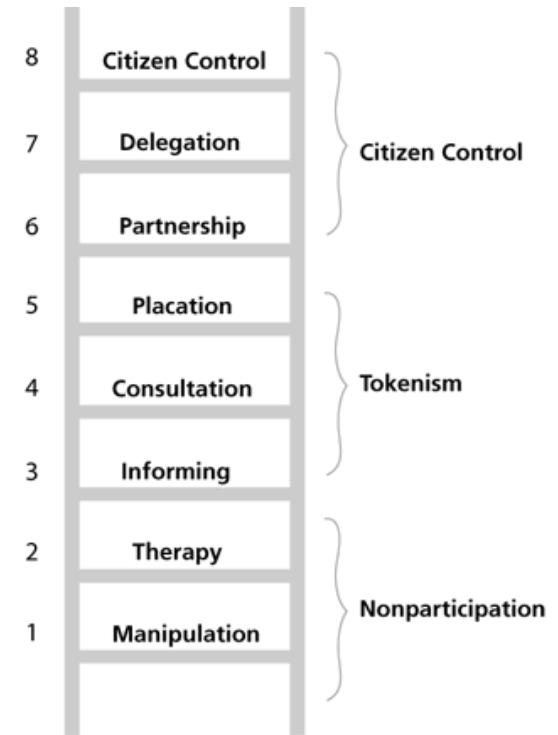 8 Citizen Control
7 Delegation
Citizen Control
6 Partnership
5 Placation
4 Consultation
Tokenism
3 Informing
2 Therapy
Nonparticipation
1 Manipulation